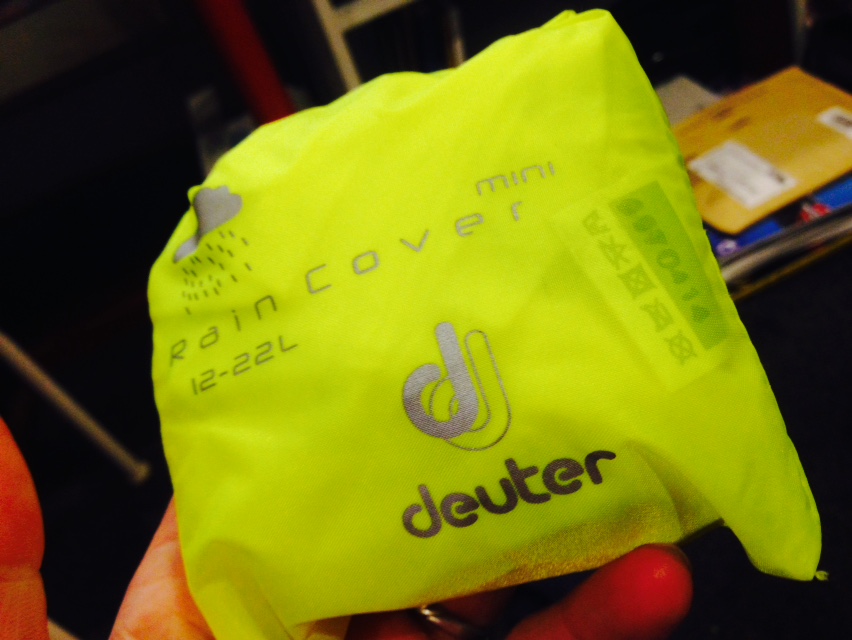 mini
Rain Cover
12-22L
deuter